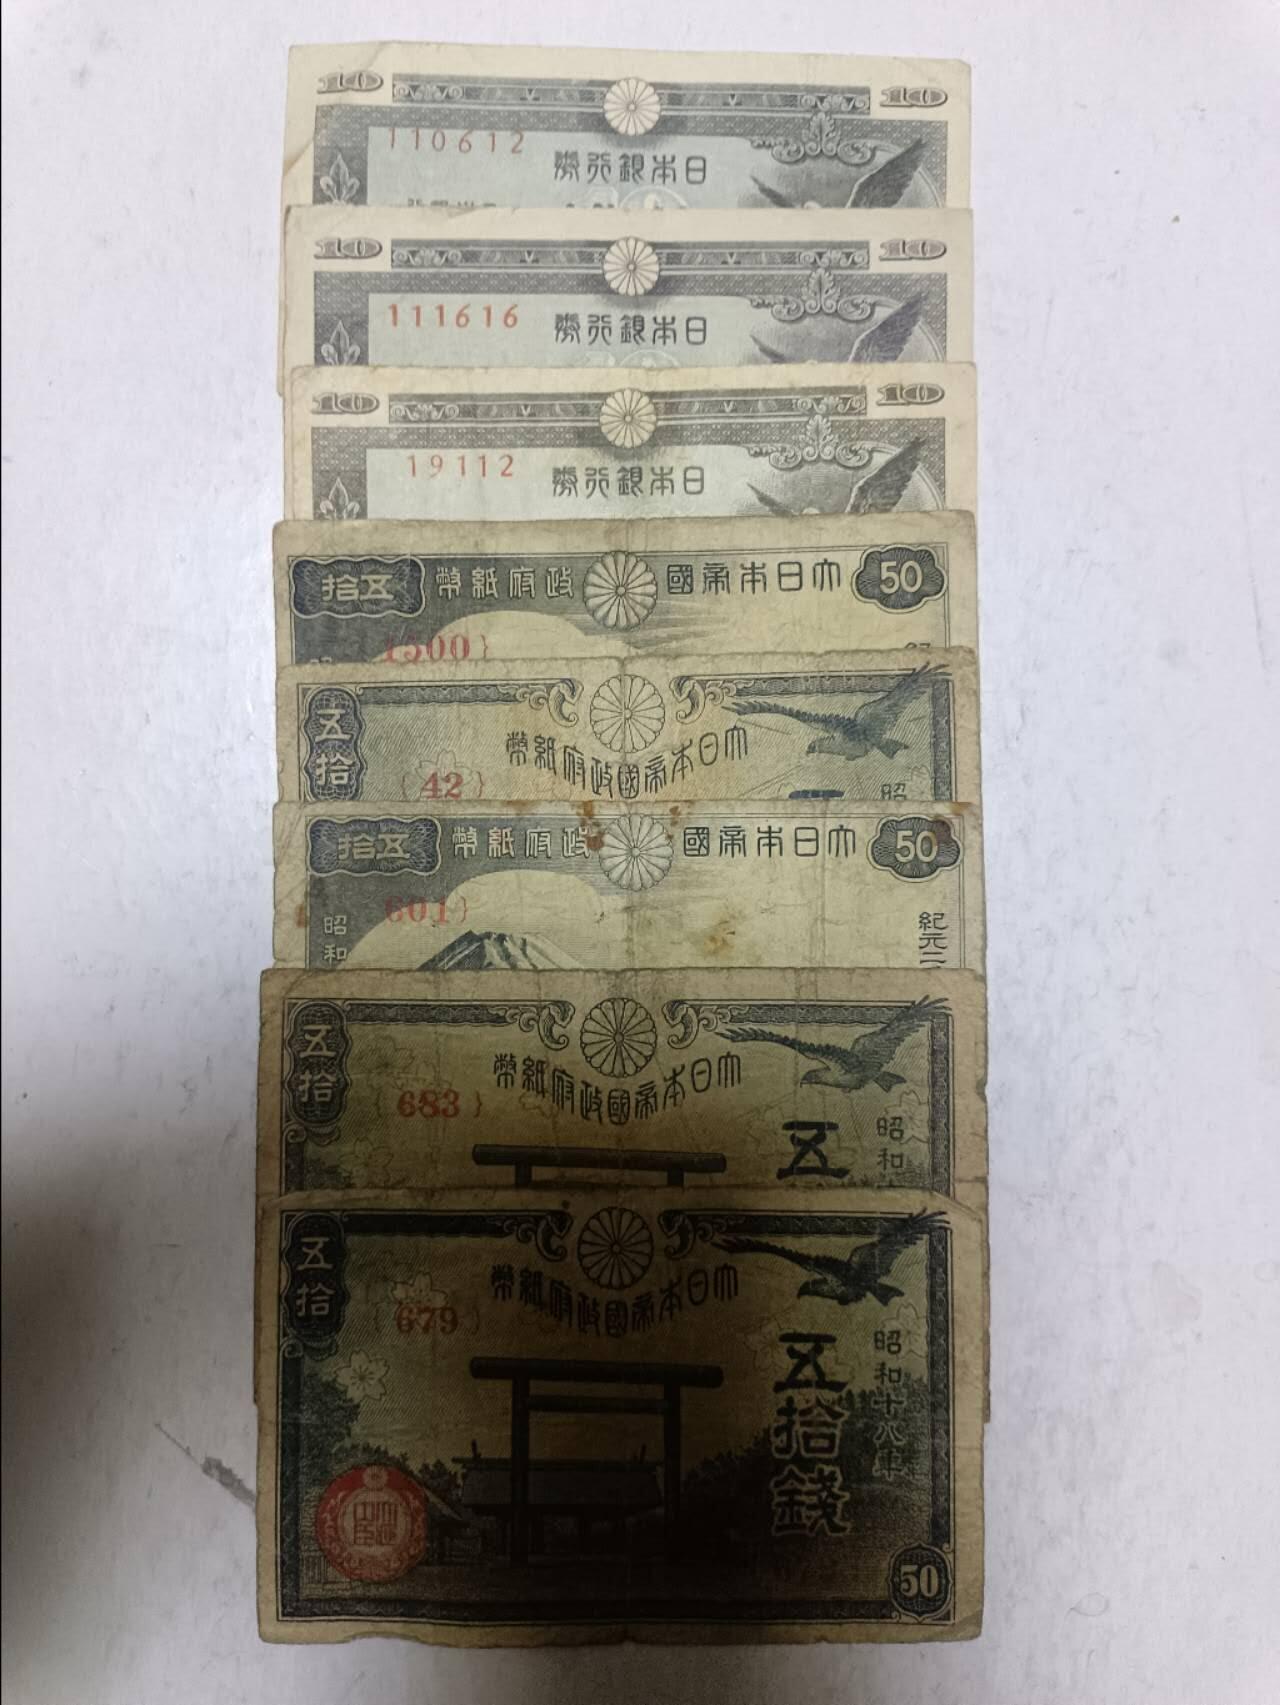 10 10
110612
日本銀行券
10 10
111616
日本銀行券
10 10
19112
日本銀行券
50 大日本帝國政府紙幣 五拾
{500}
五拾
大日本帝國政府紙幣
{42}
昭
50 大日本帝國政府紙幣 五拾
601}
昭和
紀元二
五拾
大日本帝國政府紙幣
{683}
五
昭和
五拾
大日本帝國政府紙幣
{679}
五拾錢
昭和十八年
50